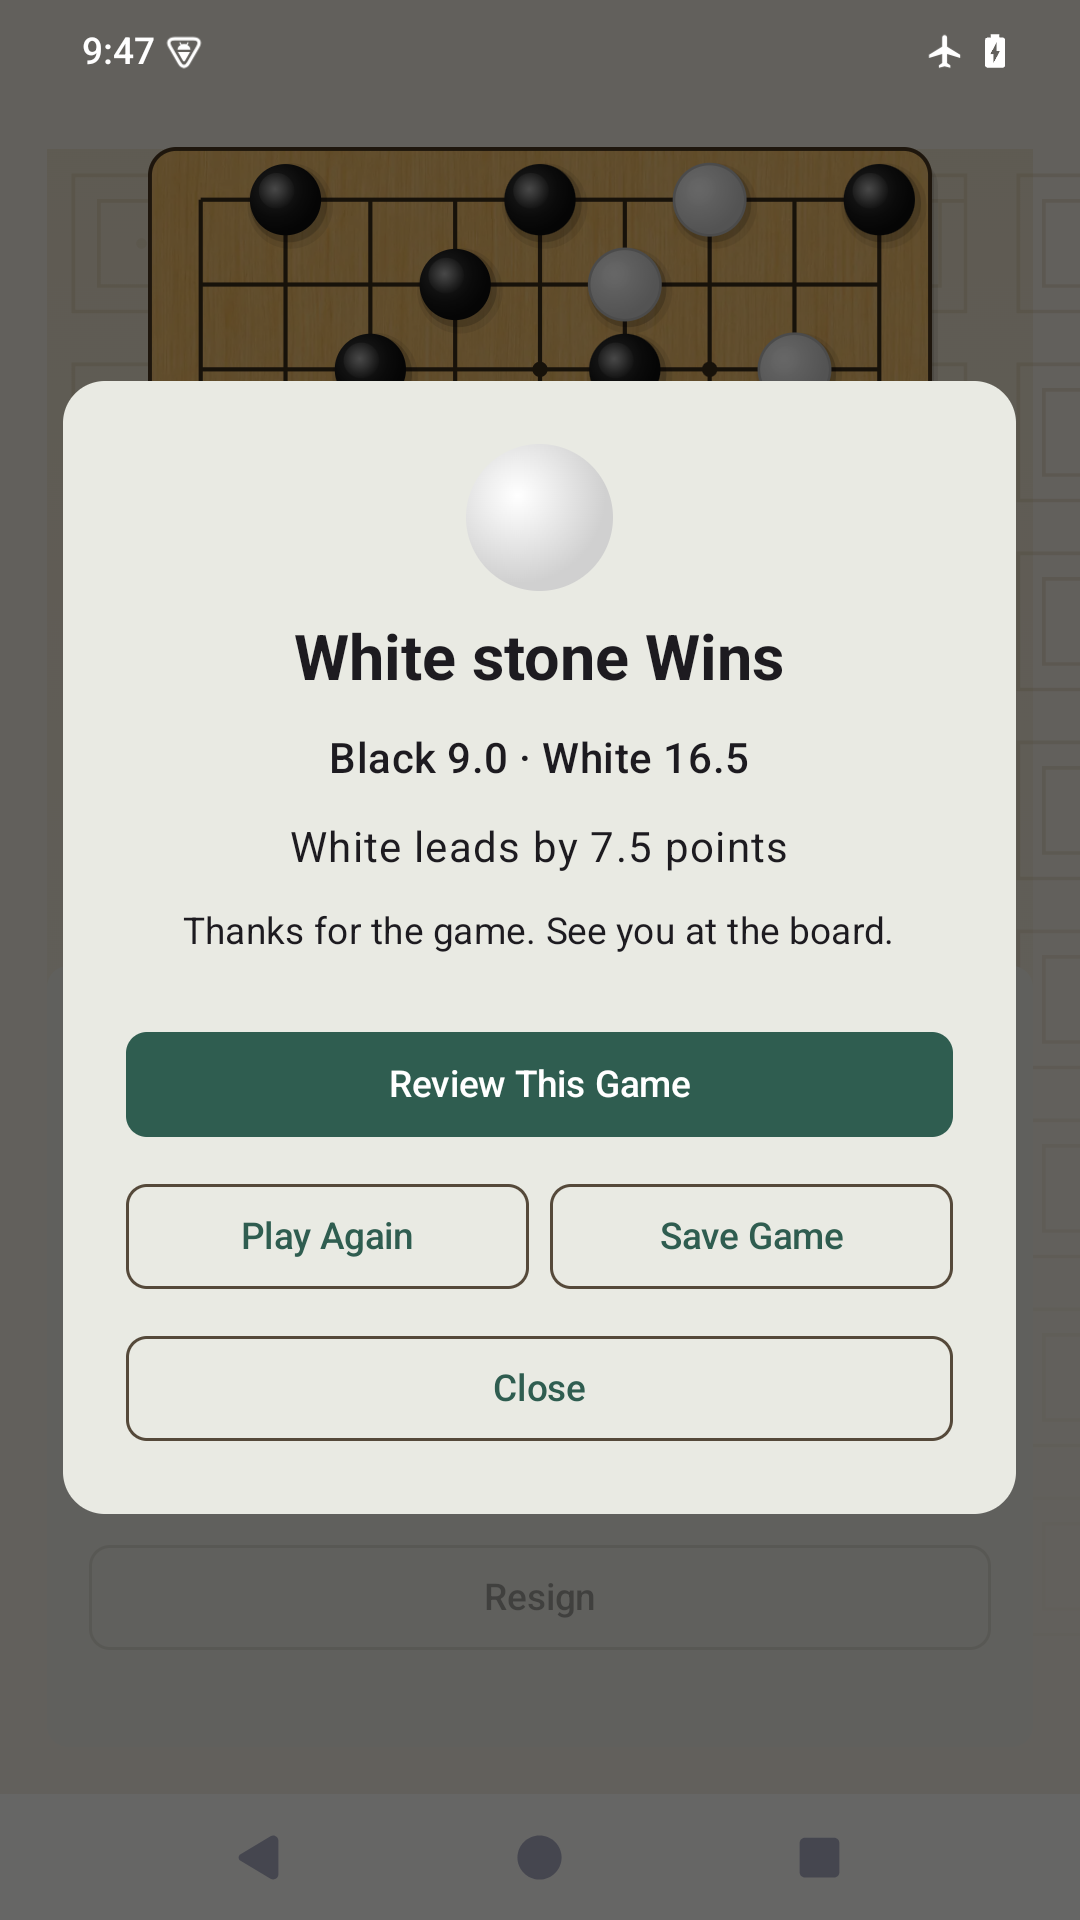 9:47
White stone Wins
Black 9.0 · White 16.5
White leads by 7.5 points
Thanks for the game. See you at the board.
Review This Game
Play Again
Save Game
Close
Resign